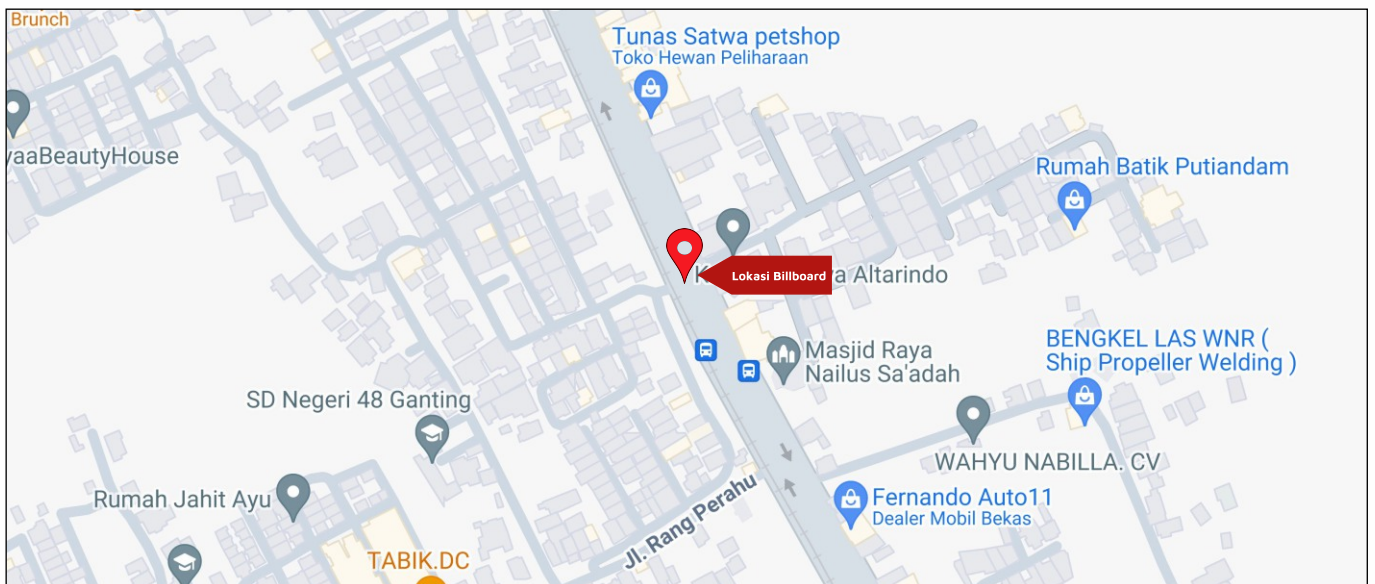 Brunch
Tunas Satwa petshop
Toko Hewan Peliharaan
yaaBeautyHouse
Rumah Batik Putiandam
Lokasi Billboard
a Altarindo
Masjid Raya
Nailus Sa'adah
BENGKEL LAS WNR (
Ship Propeller Welding )
SD Negeri 48 Ganting
WAHYU NABILLA. CV
Rumah Jahit Ayu
Fernando Auto11
Dealer Mobil Bekas
Jl. Rang Perahu
TABIK.DC